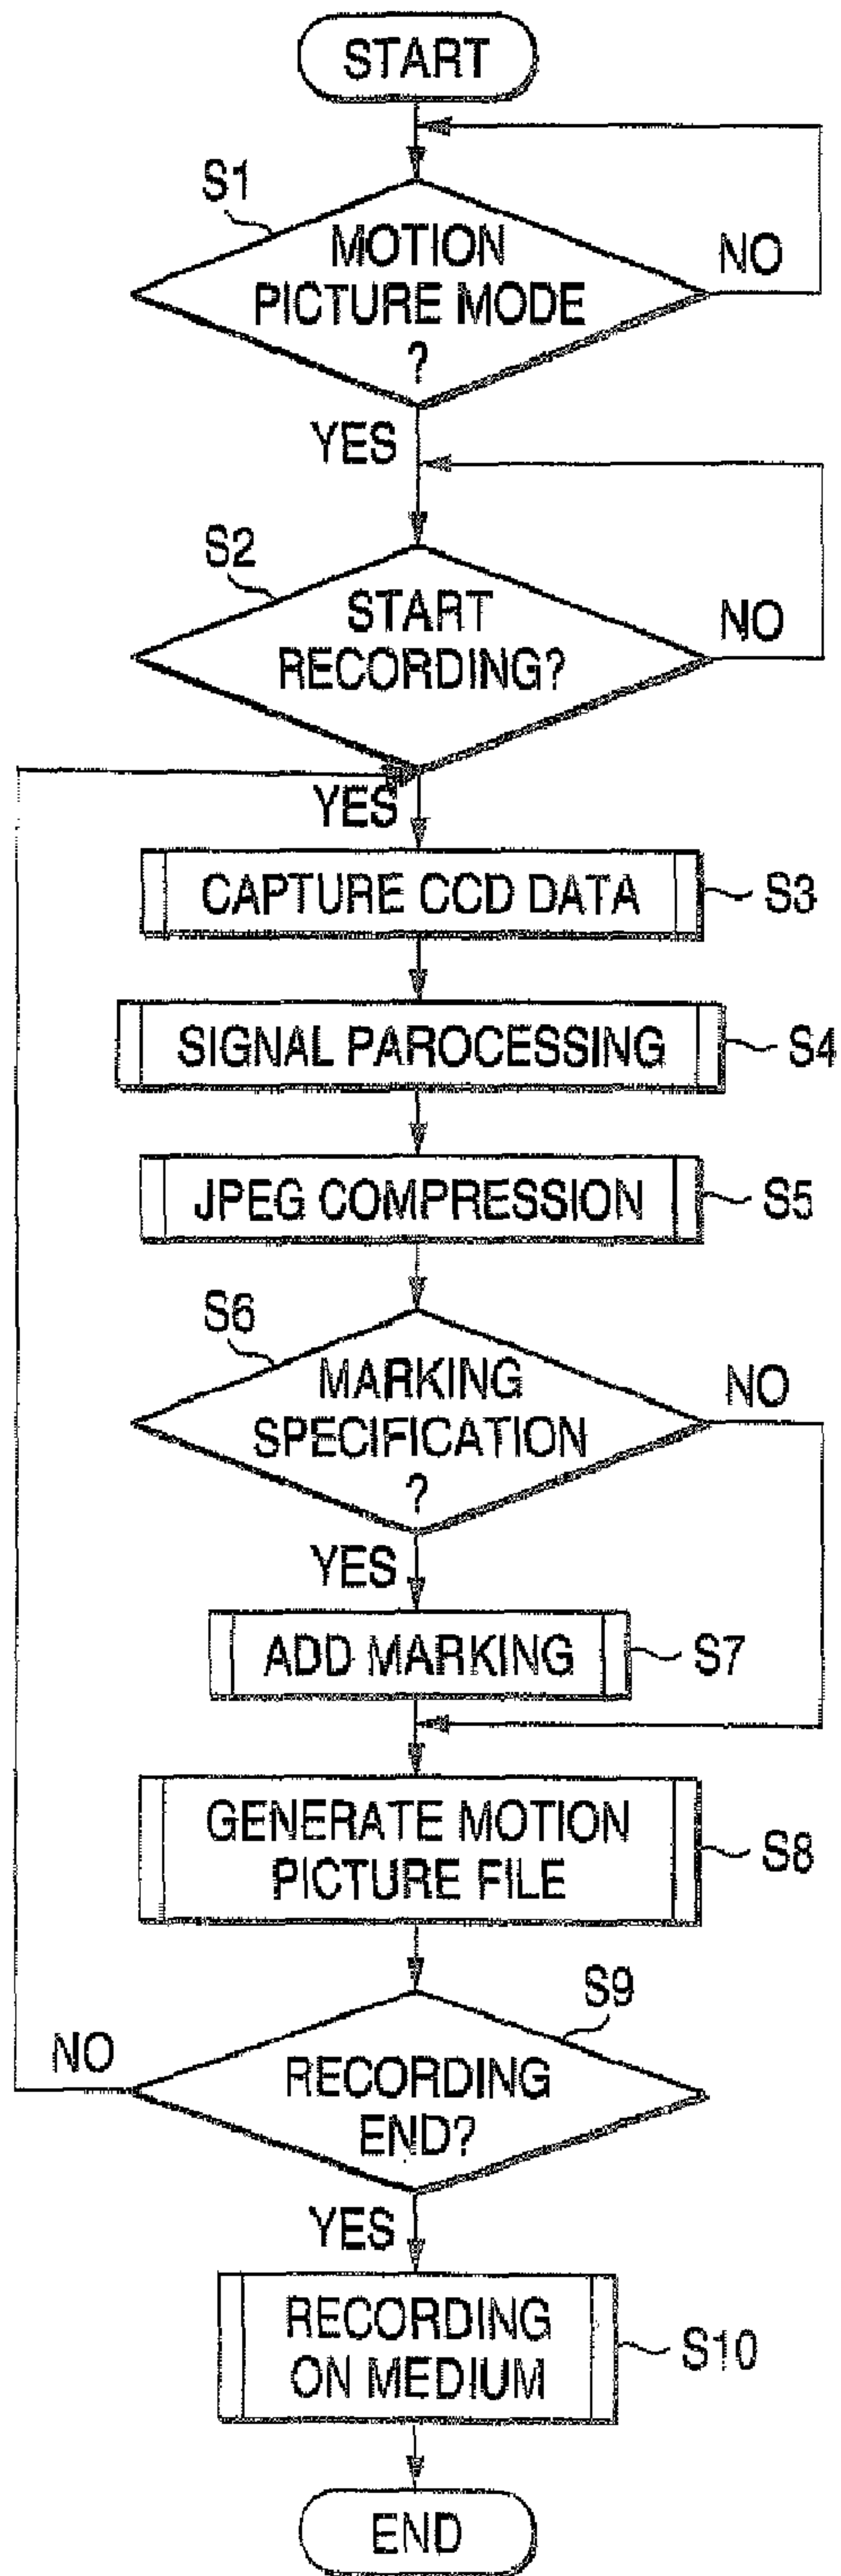 START
S1
MOTION
PICTURE MODE
?
NO
YES
S2
START
RECORDING?
NO
YES
CAPTURE CCD DATA
S3
SIGNAL PAROCESSING
S4
JPEG COMPRESSION
S5
S6
MARKING
SPECIFICATION
?
NO
YES
ADD MARKING
S7
GENERATE MOTION
PICTURE FILE
S8
S9
NO
RECORDING
END?
YES
RECORDING
ON MEDIUM
S10
END